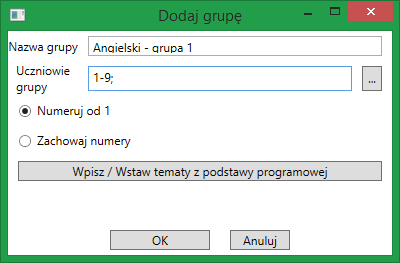 Dodaj grupę
Nazwa grupy
Angielski - grupa 1
Uczniowie
grupy
1-9;
...
Numeruj od 1
Zachowaj numery
Wpisz / Wstaw tematy z podstawy programowej
OK
Anuluj